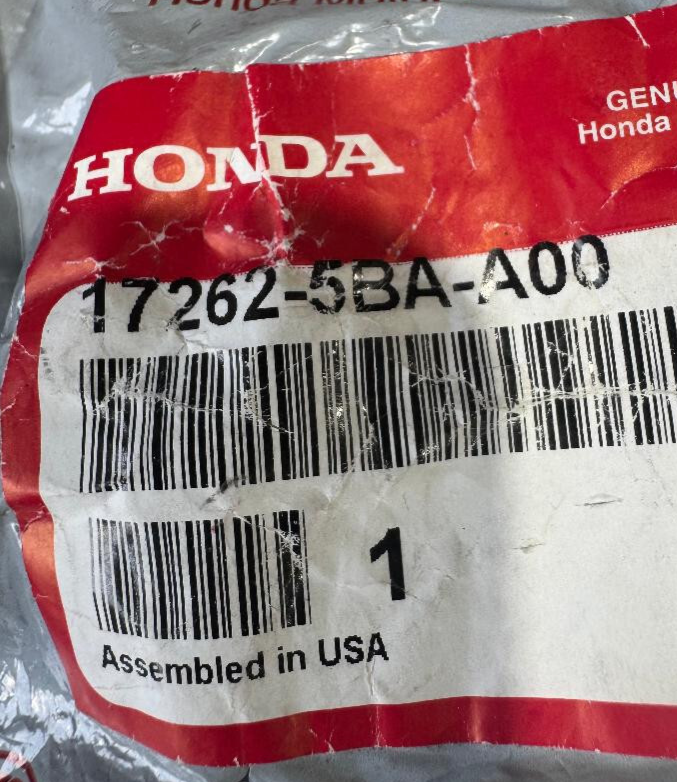 HONDA
GENU
Honda
17262-5BA-A00
1
Assembled in USA